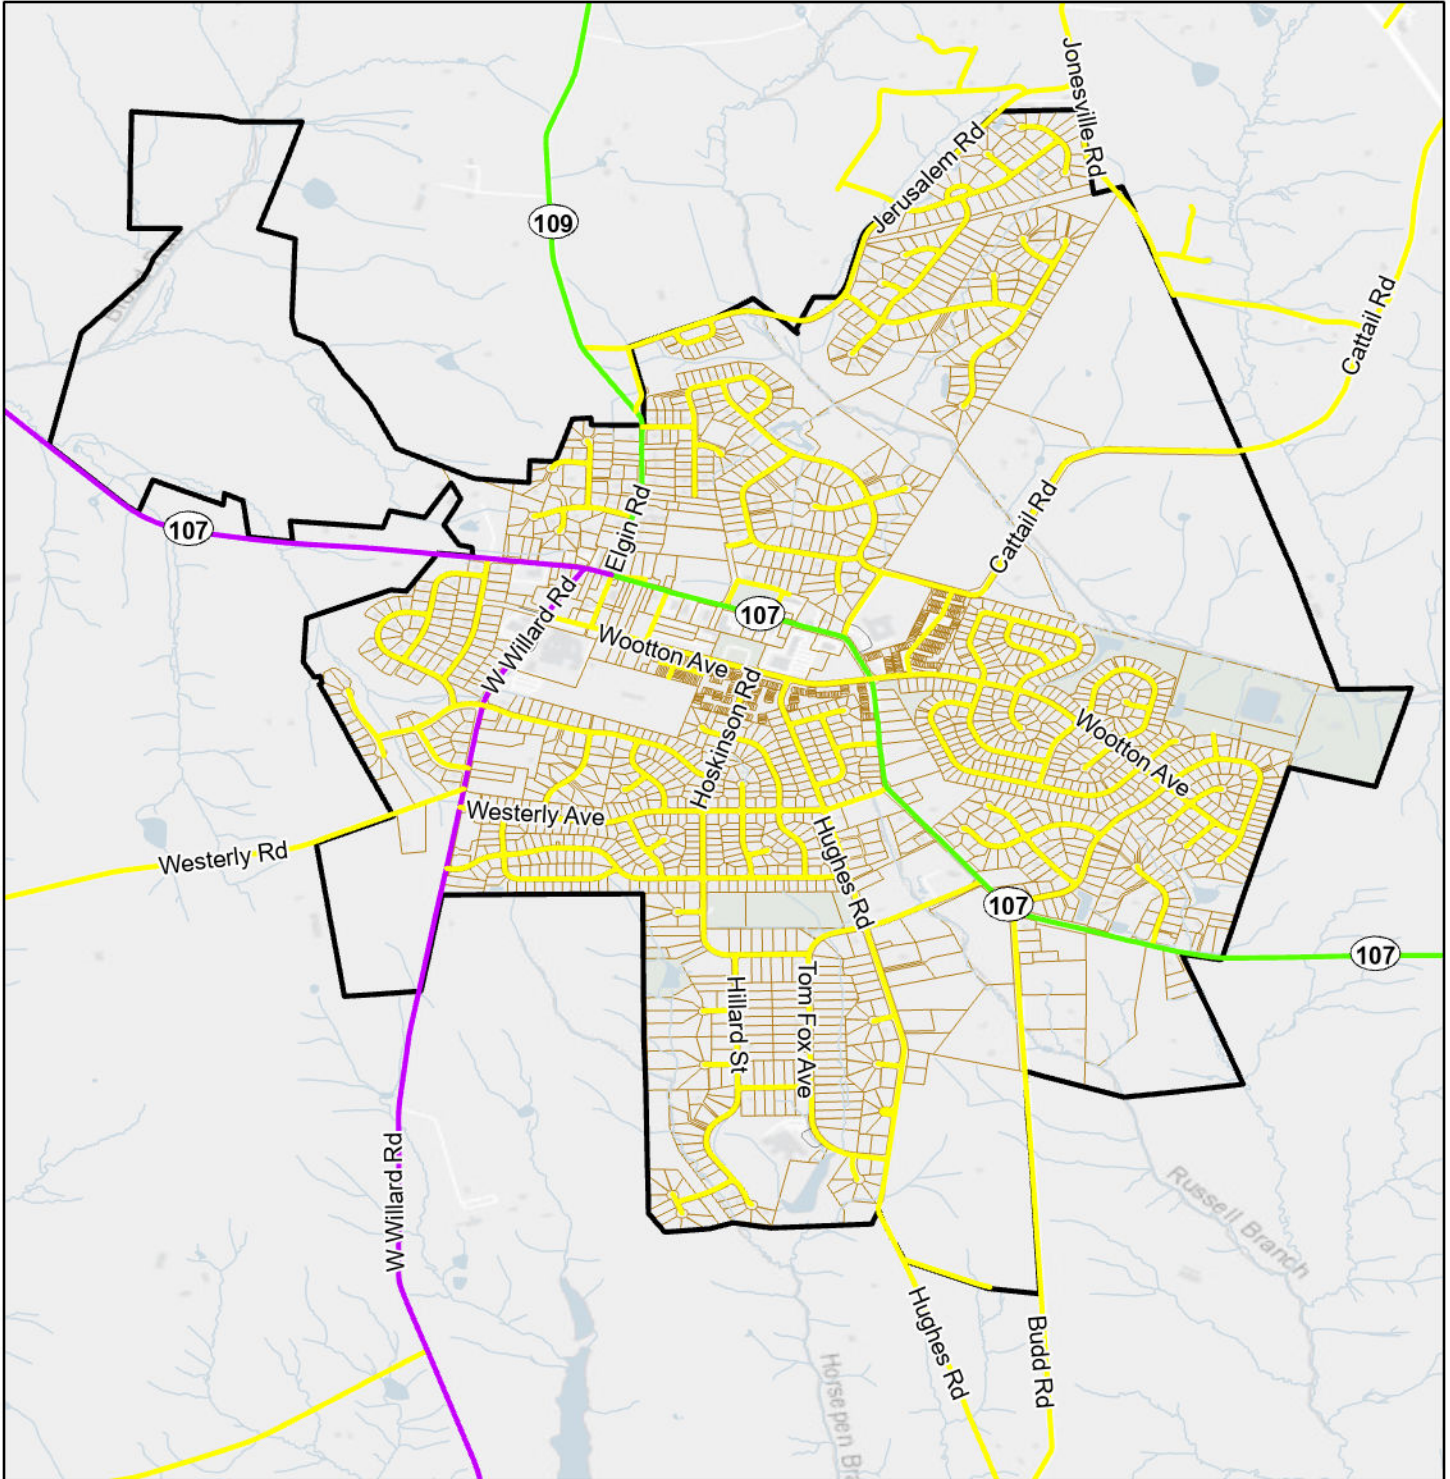 Jonesville Rd
Jerusalem Rd
109
Cattail Rd
107
Elgin Rd
Cattail Rd
W Willard Rd
107
Wootton Ave
Hoskinson Rd
Wootton Ave
Westerly Ave
Westerly Rd
Hughes Rd
107
107
Hillard St
Tom Fox Ave
W Willard Rd
Russell Branch
Hughes Rd
Budd Rd
Horsepen Bra